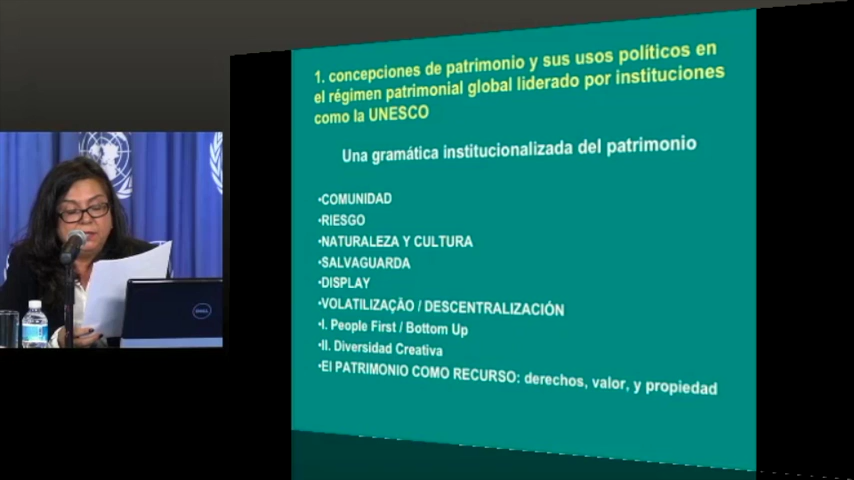 1. concepciones de patrimonio y sus usos políticos en
el régimen patrimonial global liderado por instituciones
como la UNESCO
Una gramática institucionalizada del patrimonio
•COMUNIDAD
•RIESGO
•NATURALEZA Y CULTURA
•SALVAGUARDA
•DISPLAY
•VOLATILIZAÇÃO / DESCENTRALIZACIÓN
•I. People First / Bottom Up
•II. Diversidad Creativa
•El PATRIMONIO COMO RECURSO: derechos, valor, y propiedad
DELL